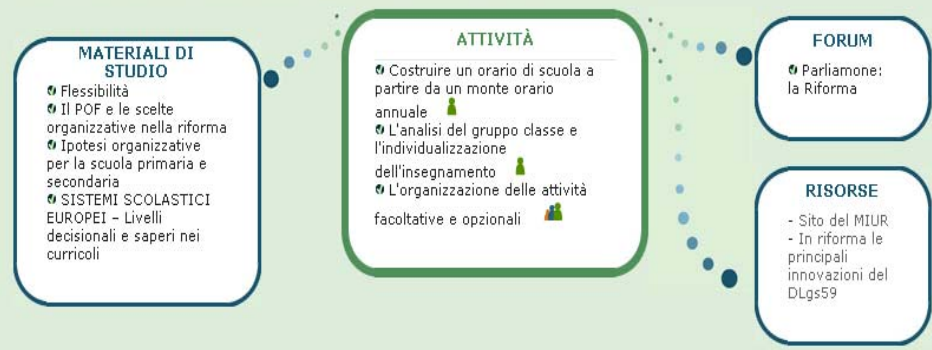 MATERIALI DI
STUDIO
Flessibilità
Il POF e le scelte
organizzative nella riforma
Ipotesi organizzative
per la scuola primaria e
secondaria
SISTEMI SCOLASTICI
EUROPEI – Livelli
decisionali e saperi nei
curricoli
ATTIVITÀ
Costruire un orario di scuola a
partire da un monte orario
annuale
L'analisi del gruppo classe e
l'individualizzazione
dell'insegnamento
L'organizzazione delle attività
facoltative e opzionali
FORUM
Parliamone:
la Riforma
RISORSE
- Sito del MIUR
- In riforma le
principali
innovazioni del
DLgs59